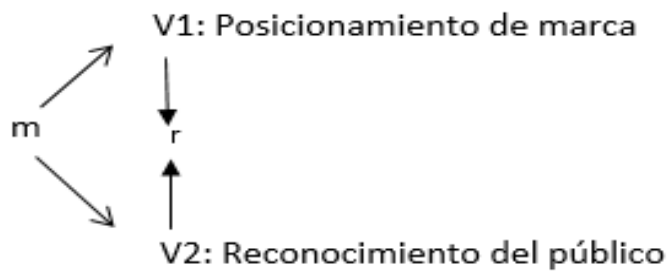 V1: Posicionamiento de marca
m
r
V2: Reconocimiento del público